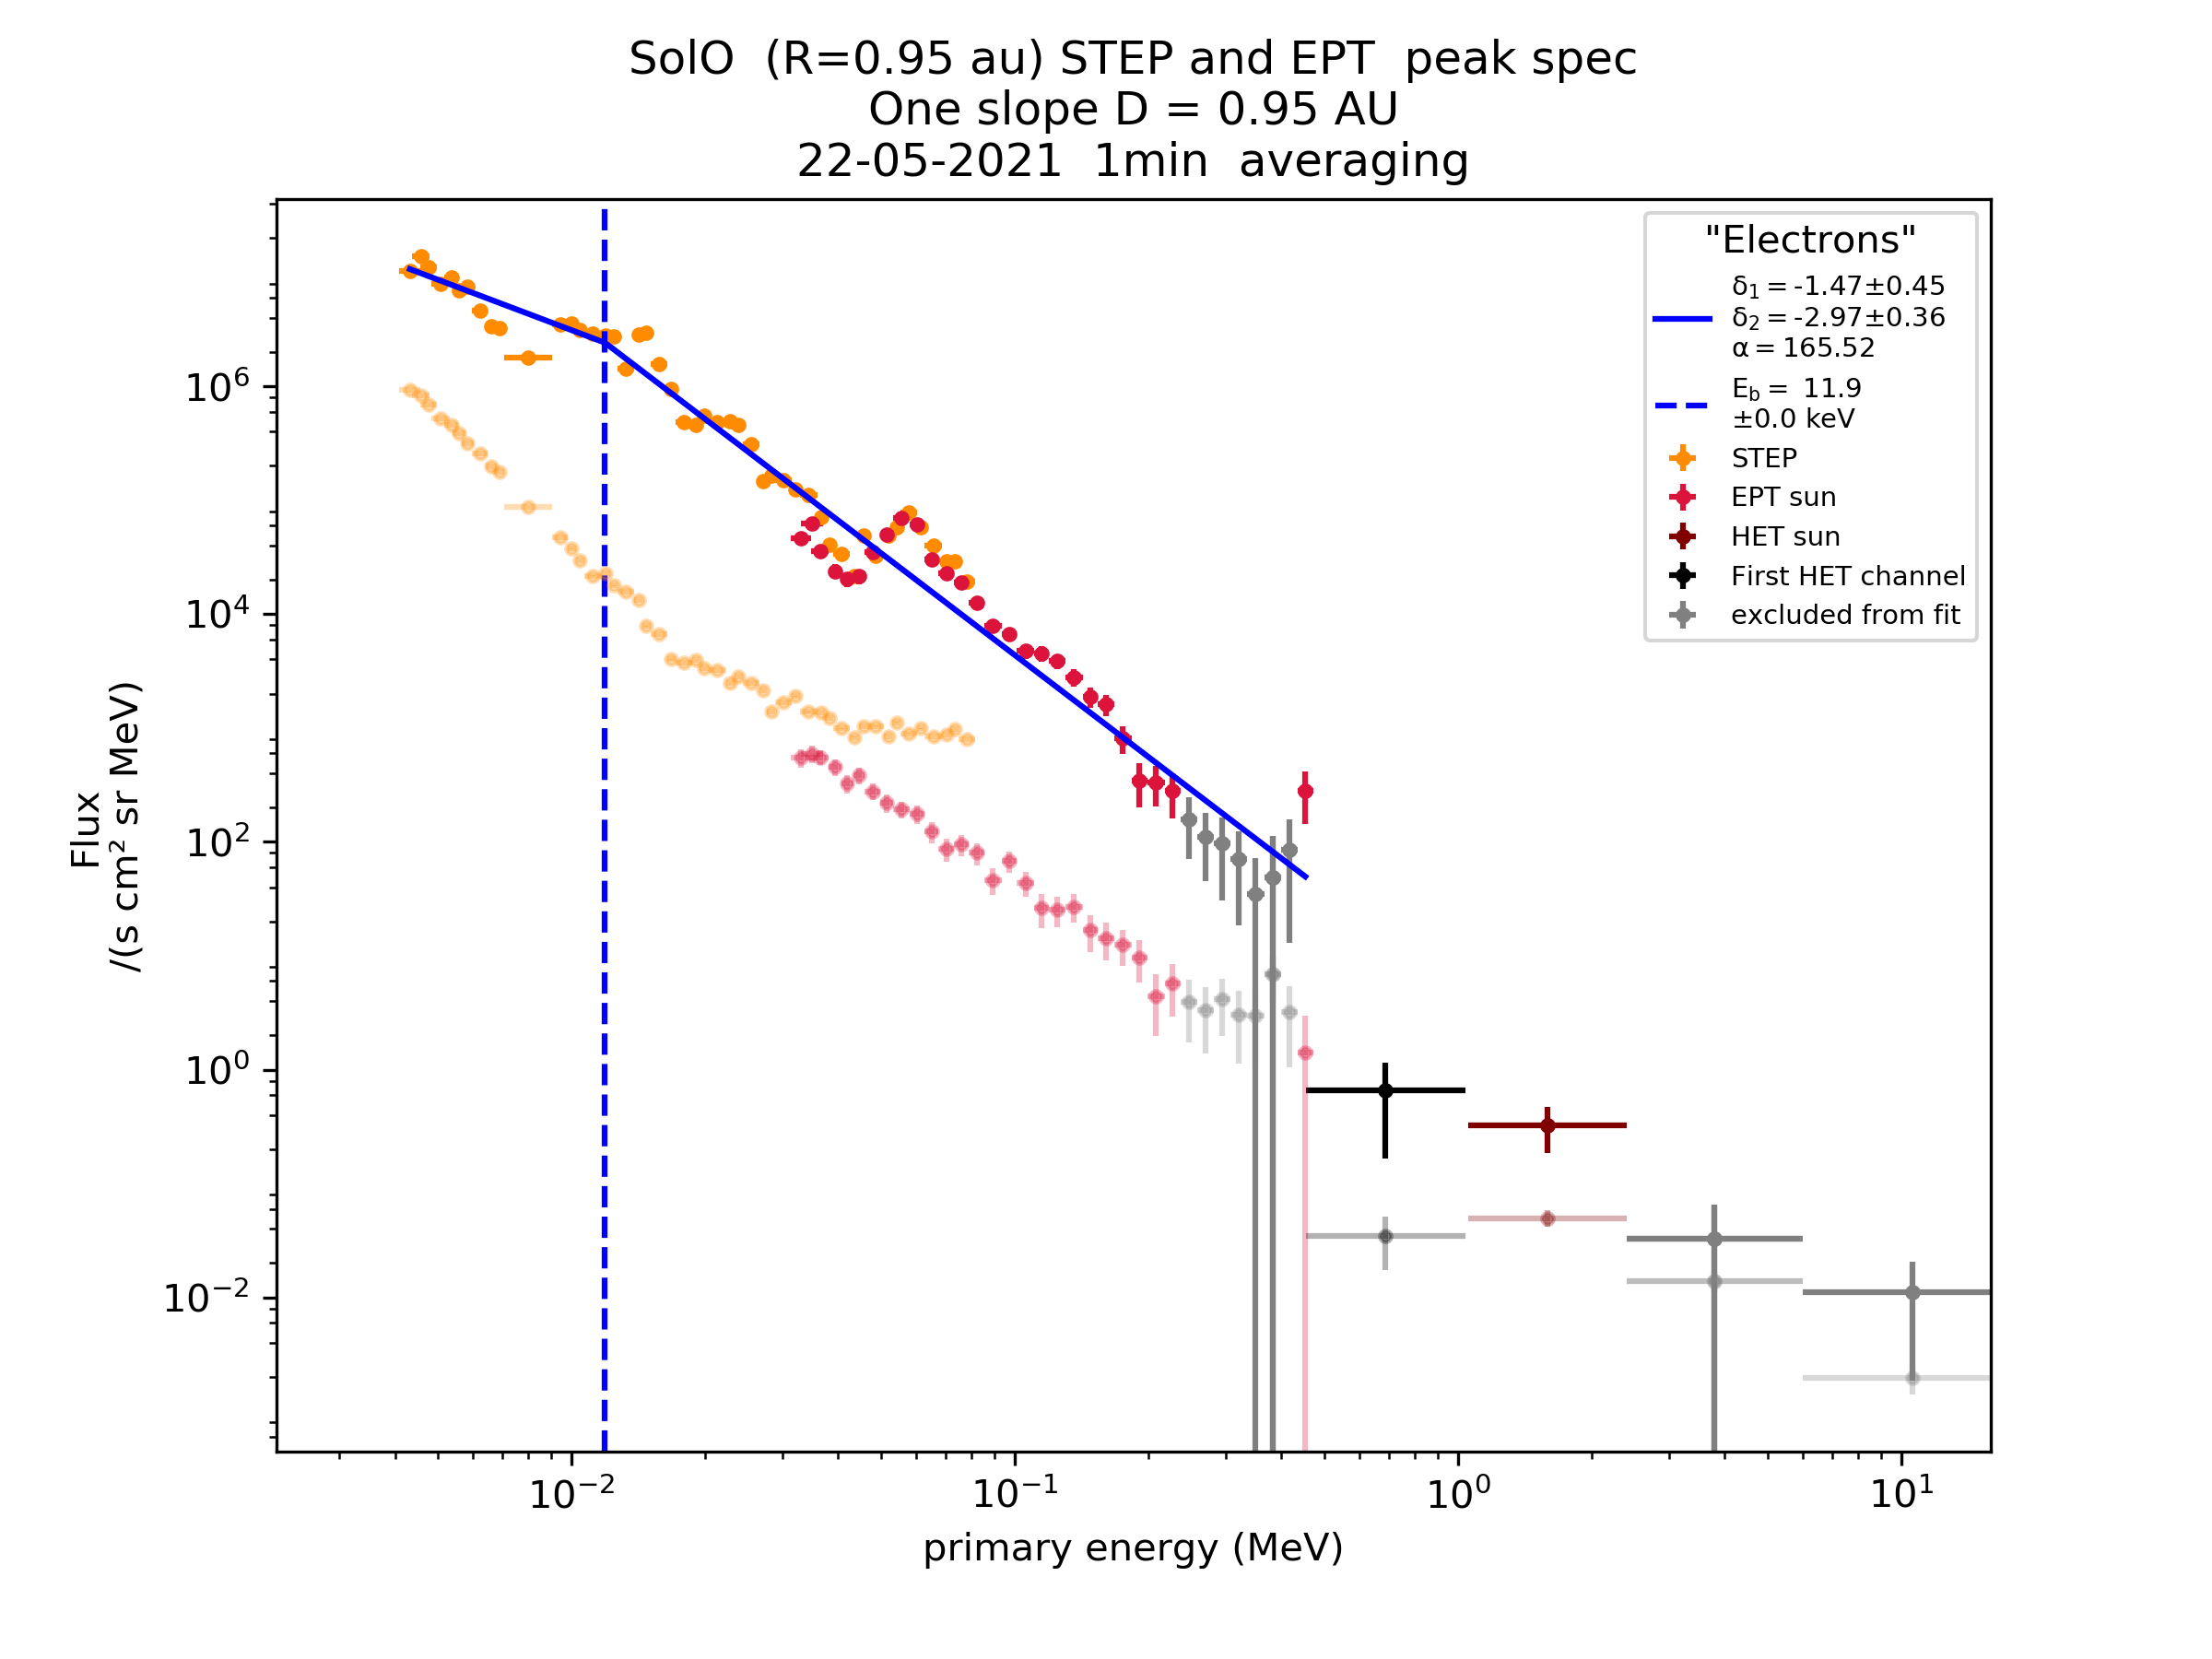 SolO  (R=0.95 au) STEP and EPT  peak spec
One slope D = 0.95 AU
22-05-2021  1min  averaging
"Electrons"
δ₁ = -1.47±0.45
δ₂ = -2.97±0.36
α = 165.52
E_b = 11.9
±0.0 keV
STEP
EPT sun
HET sun
First HET channel
excluded from fit
Flux
/(s cm² sr MeV)
10⁶
10⁴
10²
10⁰
10⁻²
10⁻²
10⁻¹
10⁰
10¹
primary energy (MeV)